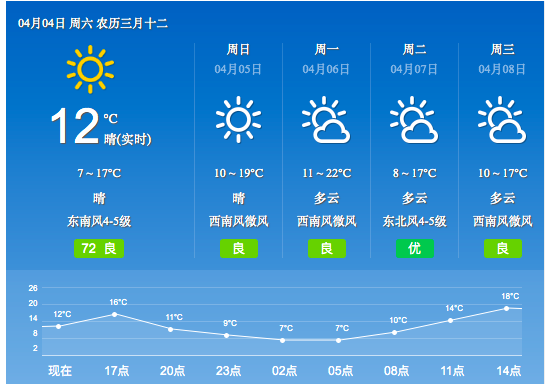 04月04日 周六 农历三月十二
12 ℃
晴(实时)
7～17℃
晴
东南风4-5级
72 良
周日
04月05日
10～19℃
晴
西南风微风
良
周一
04月06日
11～22℃
多云
西南风微风
良
周二
04月07日
8～17℃
多云
东北风4-5级
优
周三
04月08日
10～17℃
多云
西南风微风
良
26
20
14
8
2
12℃ 16℃ 11℃ 9℃ 7℃ 7℃ 10℃ 14℃ 18℃
现在 17点 20点 23点 02点 05点 08点 11点 14点